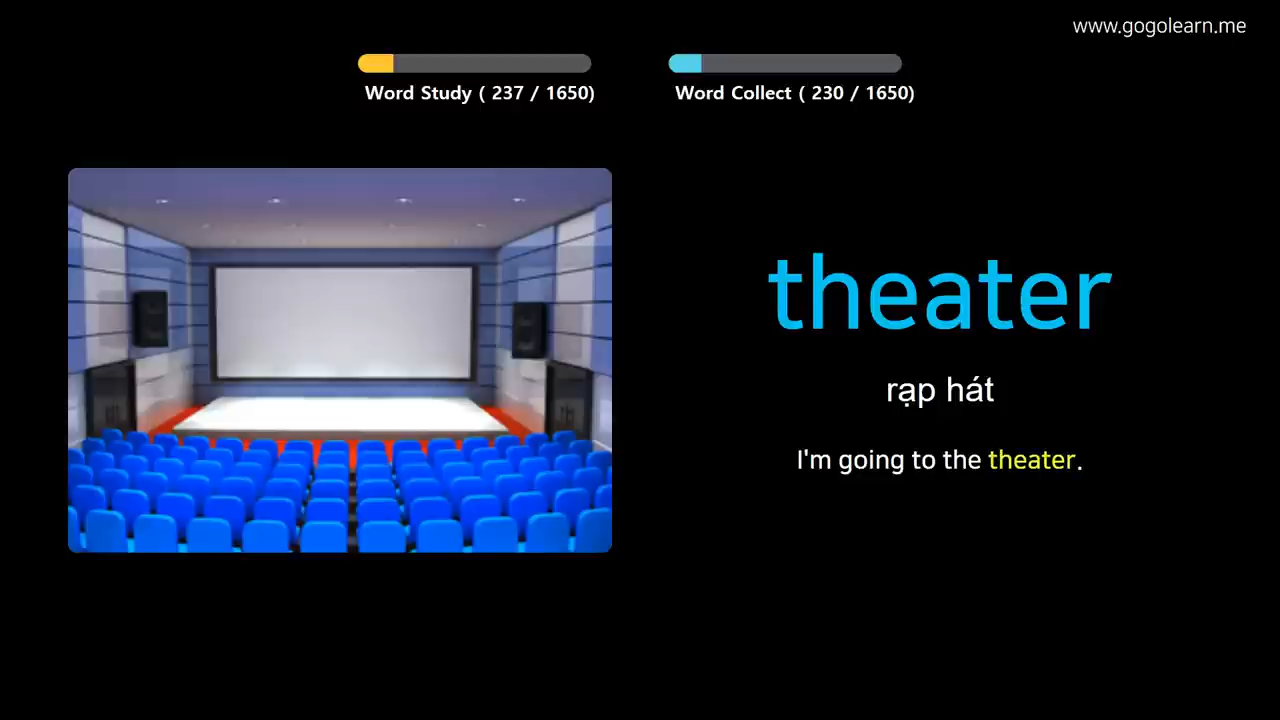 www.gogolearn.me
Word Study ( 237 / 1650)
Word Collect ( 230 / 1650)
theater
rạp hát
I'm going to the theater.